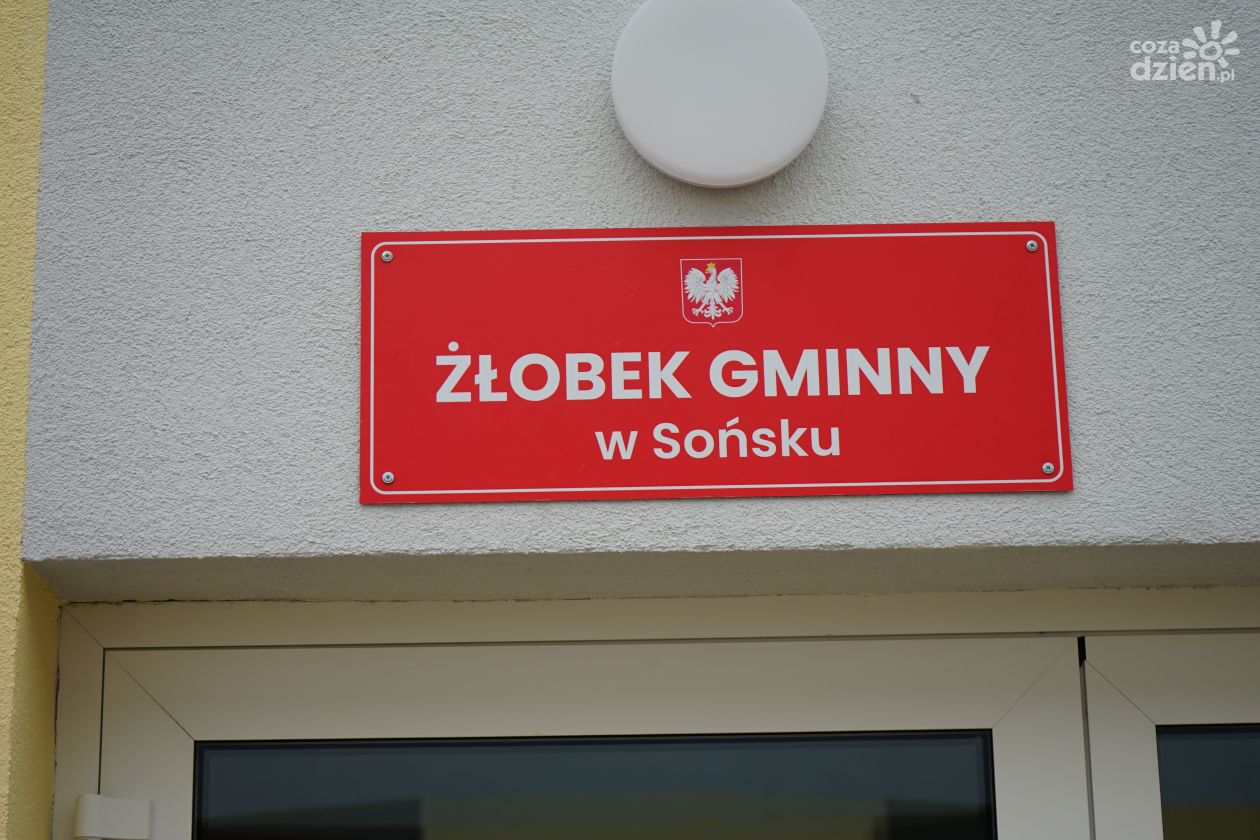 coza
dzien.pl
ŻŁOBEK GMINNY
w Sońsku